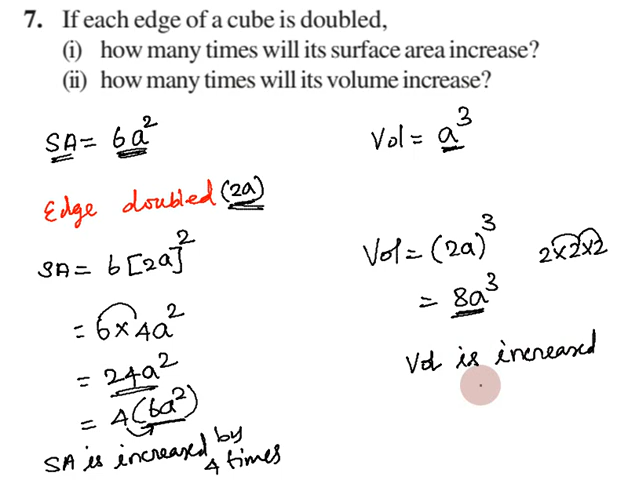 7. If each edge of a cube is doubled,
(i) how many times will its surface area increase?
(ii) how many times will its volume increase?
SA = 6a²
Edge doubled (2a)
SA = 6[2a]²
= 6 × 4a²
= 24a²
= 4(6a²)
SA is increased by
4 times
Vol = a³
Vol = (2a)³ 2×2×2
= 8a³
Vol is increased